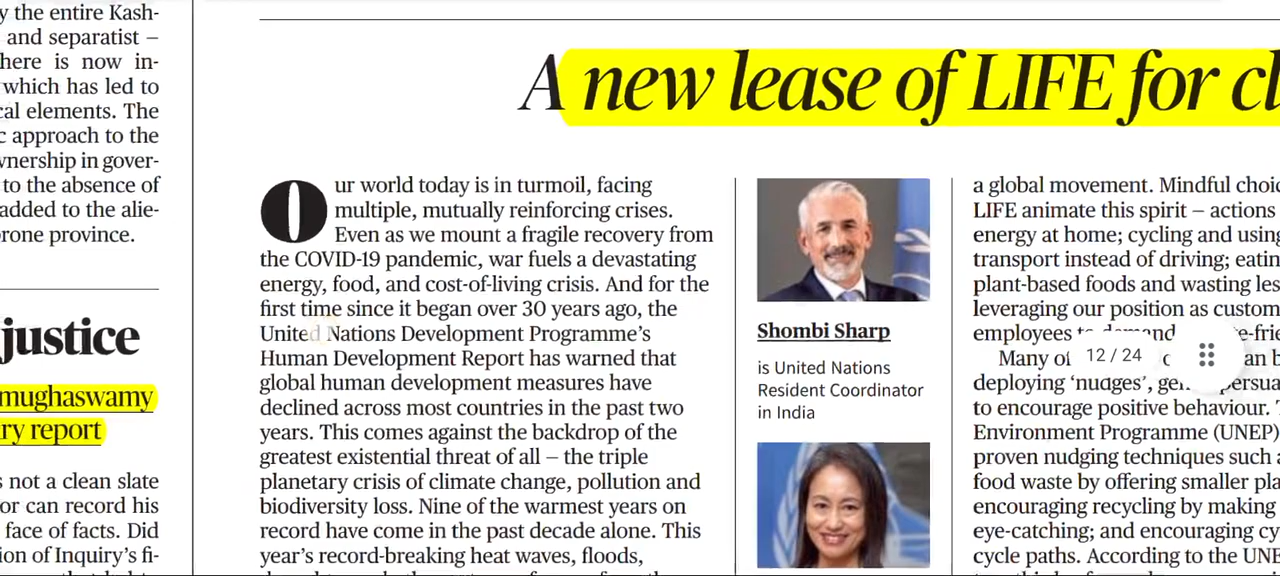 y the entire Kash-
and separatist –
here is now in-
which has led to
cal elements. The
c approach to the
wnership in gover-
to the absence of
added to the alie-
prone province.
justice
mughaswamy
ry report
s not a clean slate
or can record his
face of facts. Did
ion of Inquiry's fi-
A new lease of LIFE for cl
Our world today is in turmoil, facing
multiple, mutually reinforcing crises.
Even as we mount a fragile recovery from
the COVID-19 pandemic, war fuels a devastating
energy, food, and cost-of-living crisis. And for the
first time since it began over 30 years ago, the
United Nations Development Programme's
Human Development Report has warned that
global human development measures have
declined across most countries in the past two
years. This comes against the backdrop of the
greatest existential threat of all – the triple
planetary crisis of climate change, pollution and
biodiversity loss. Nine of the warmest years on
record have come in the past decade alone. This
year's record-breaking heat waves, floods,
Shombi Sharp
is United Nations
Resident Coordinator
in India
a global movement. Mindful choic
LIFE animate this spirit – actions
energy at home; cycling and using
transport instead of driving; eatin
plant-based foods and wasting les
leveraging our position as custom
employees
Many of
deploying 'nudges',
to encourage positive behaviour. T
Environment Programme (UNEP)
proven nudging techniques such a
food waste by offering smaller pla
encouraging recycling by making
eye-catching; and encouraging cy
cycle paths. According to the UNE
12 / 24